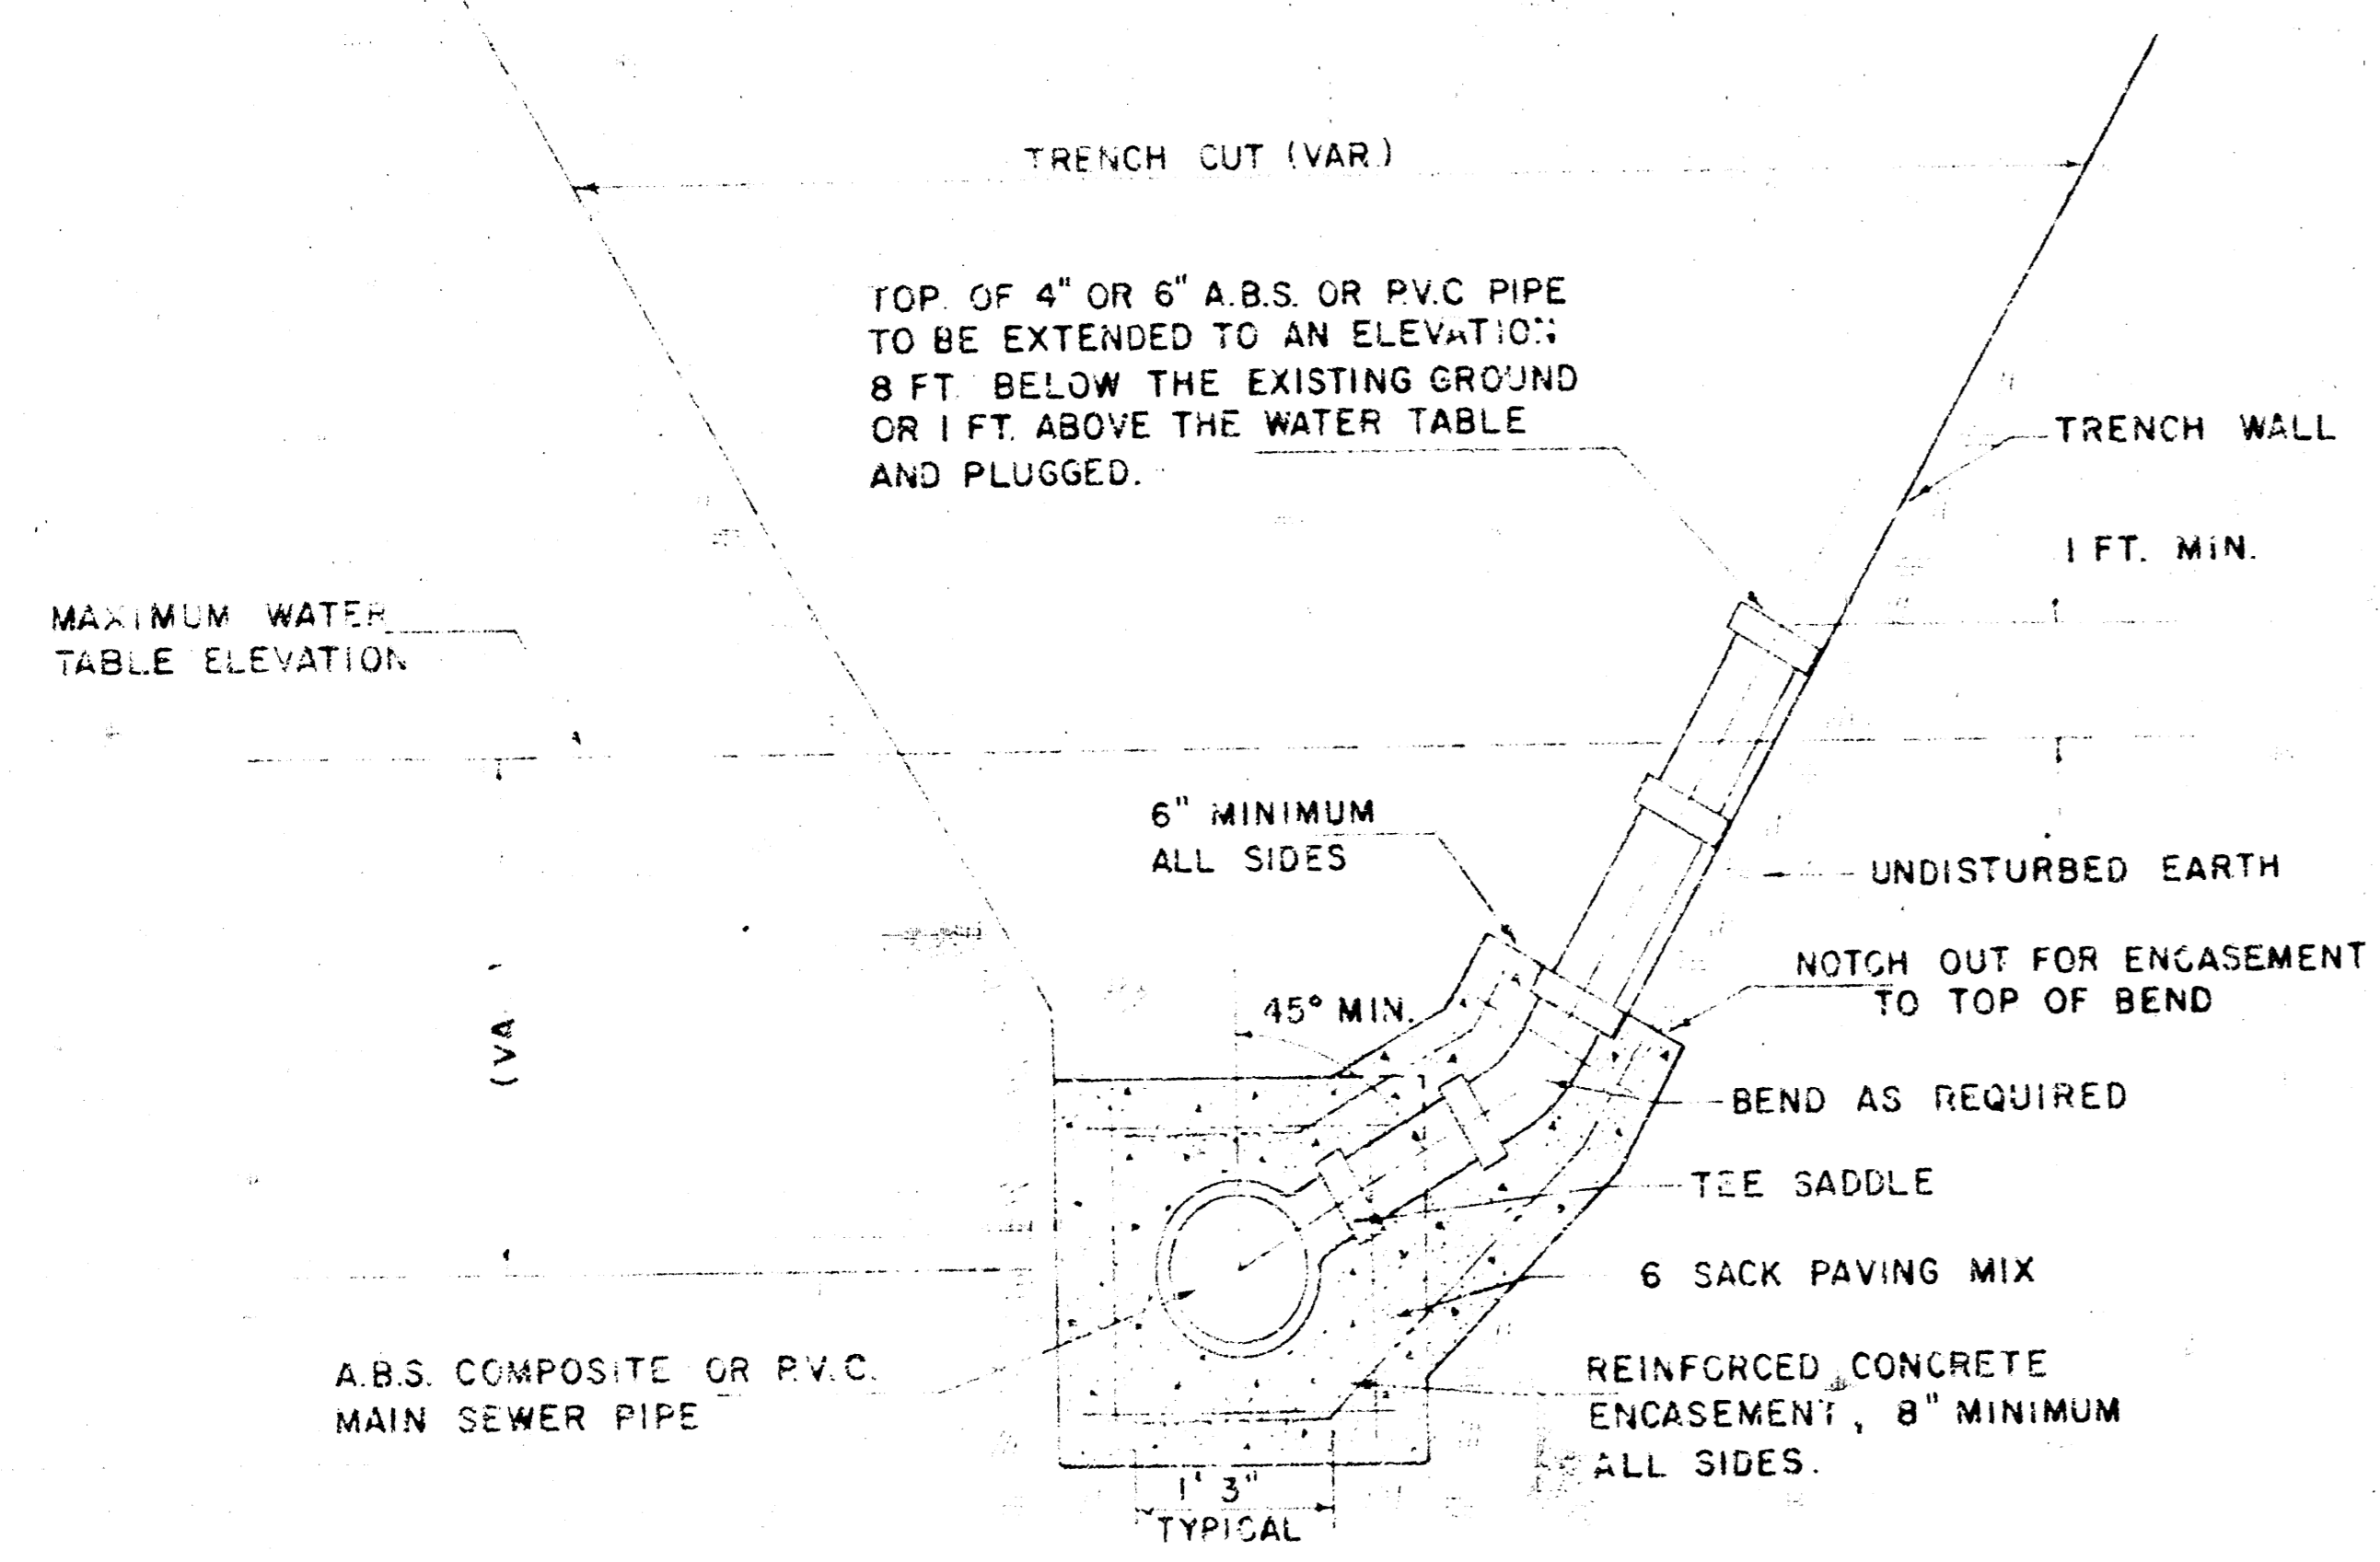 TRENCH CUT (VAR.)
TOP OF 4" OR 6" A.B.S. OR P.V.C PIPE
TO BE EXTENDED TO AN ELEVATION
8 FT. BELOW THE EXISTING GROUND
OR 1 FT. ABOVE THE WATER TABLE
AND PLUGGED.
TRENCH WALL
1 FT. MIN.
MAXIMUM WATER
TABLE ELEVATION
6" MINIMUM
ALL SIDES
UNDISTURBED EARTH
NOTCH OUT FOR ENCASEMENT
TO TOP OF BEND
45° MIN.
(VA
BEND AS REQUIRED
TEE SADDLE
6 SACK PAVING MIX
A.B.S. COMPOSITE OR P.V.C.
MAIN SEWER PIPE
REINFORCED CONCRETE
ENCASEMENT, 8" MINIMUM
ALL SIDES.
1' 3"
TYPICAL